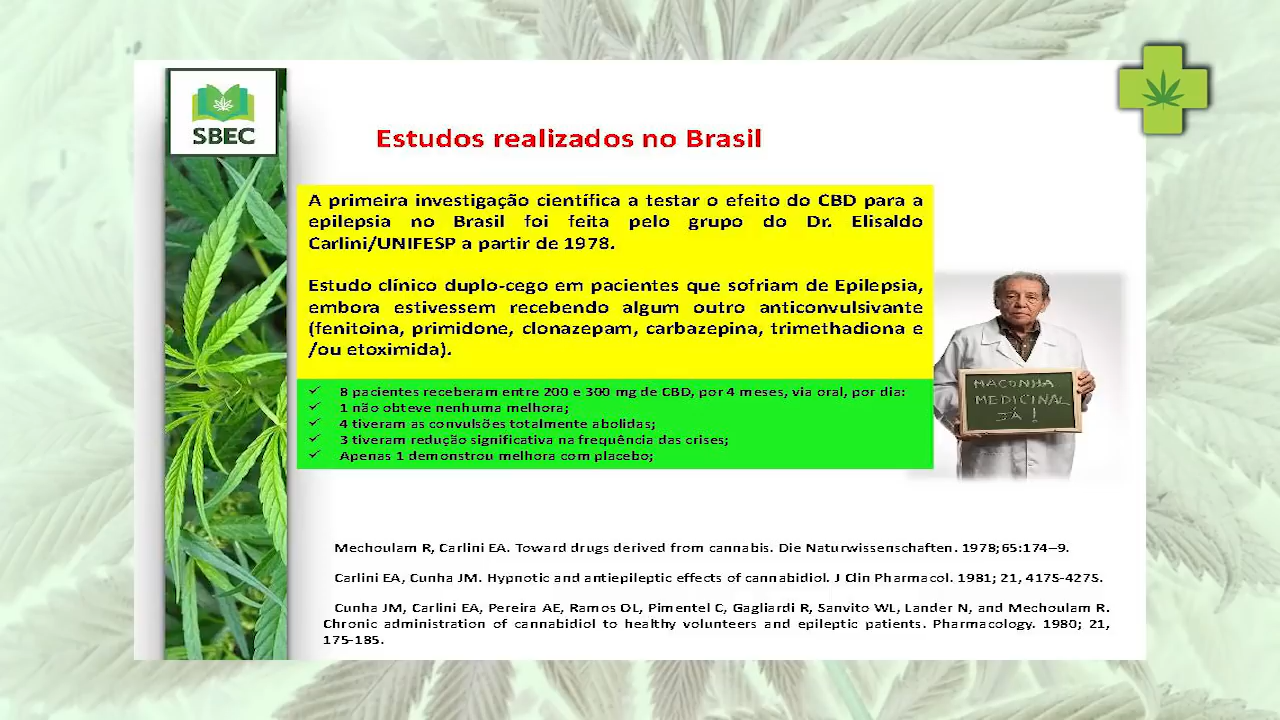 SBEC
Estudos realizados no Brasil
A primeira investigação científica a testar o efeito do CBD para a
epilepsia no Brasil foi feita pelo grupo do Dr. Elisaldo
Carlini/UNIFESP a partir de 1978.
Estudo clínico duplo-cego em pacientes que sofriam de Epilepsia,
embora estivessem recebendo algum outro anticonvulsivante
(fenitoina, primidone, clonazepam, carbazepina, trimethadiona e
/ou etoximida).
8 pacientes receberam entre 200 e 300 mg de CBD, por 4 meses, via oral, por dia:
1 não obteve nenhuma melhora;
4 tiveram as convulsões totalmente abolidas;
3 tiveram redução significativa na frequência das crises;
Apenas 1 demonstrou melhora com placebo;
MACONHA
MEDICINAL
JÁ !
Mechoulam R, Carlini EA. Toward drugs derived from cannabis. Die Naturwissenschaften. 1978;65:174–9.
Carlini EA, Cunha JM. Hypnotic and antiepileptic effects of cannabidiol. J Clin Pharmacol. 1981; 21, 417S-427S.
Cunha JM, Carlini EA, Pereira AE, Ramos OL, Pimentel C, Gagliardi R, Sanvito WL, Lander N, and Mechoulam R.
Chronic administration of cannabidiol to healthy volunteers and epileptic patients. Pharmacology. 1980; 21,
175-185.